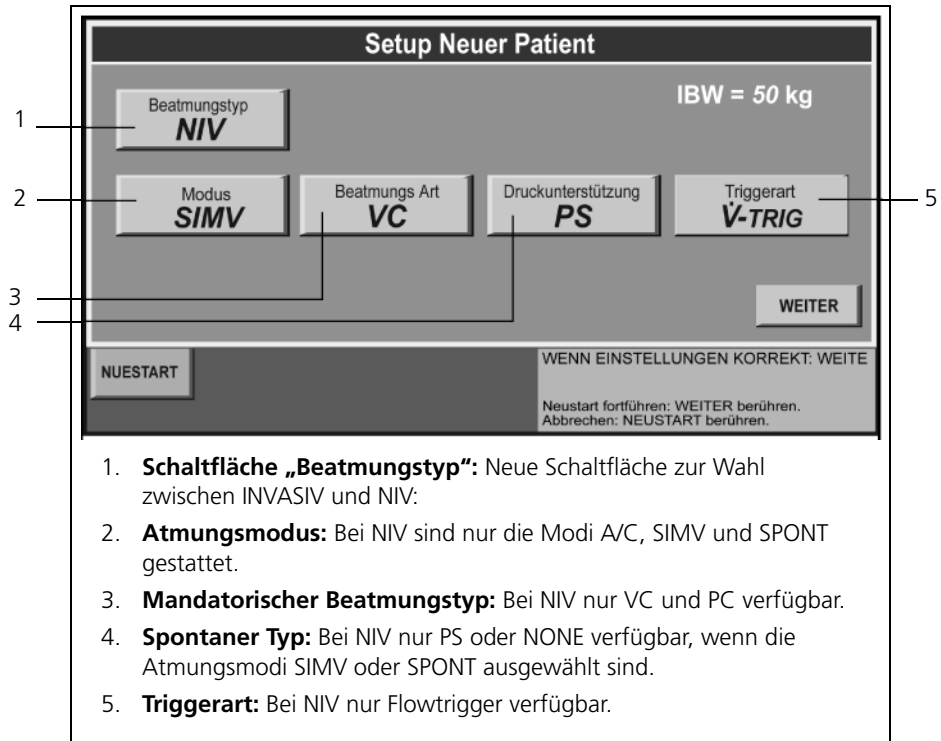 Setup Neuer Patient
IBW = 50 kg
1
Beatmungstyp
NIV
2
Modus
SIMV
Beatmungs Art
VC
Druckunterstützung
PS
Triggerart
V̇-TRIG
5
3
4
WEITER
NUESTART
WENN EINSTELLUNGEN KORREKT: WEITE
Neustart fortführen: WEITER berühren.
Abbrechen: NEUSTART berühren.
1. Schaltfläche „Beatmungstyp“: Neue Schaltfläche zur Wahl
zwischen INVASIV und NIV:
2. Atmungsmodus: Bei NIV sind nur die Modi A/C, SIMV und SPONT
gestattet.
3. Mandatorischer Beatmungstyp: Bei NIV nur VC und PC verfügbar.
4. Spontaner Typ: Bei NIV nur PS oder NONE verfügbar, wenn die
Atmungsmodi SIMV oder SPONT ausgewählt sind.
5. Triggerart: Bei NIV nur Flowtrigger verfügbar.